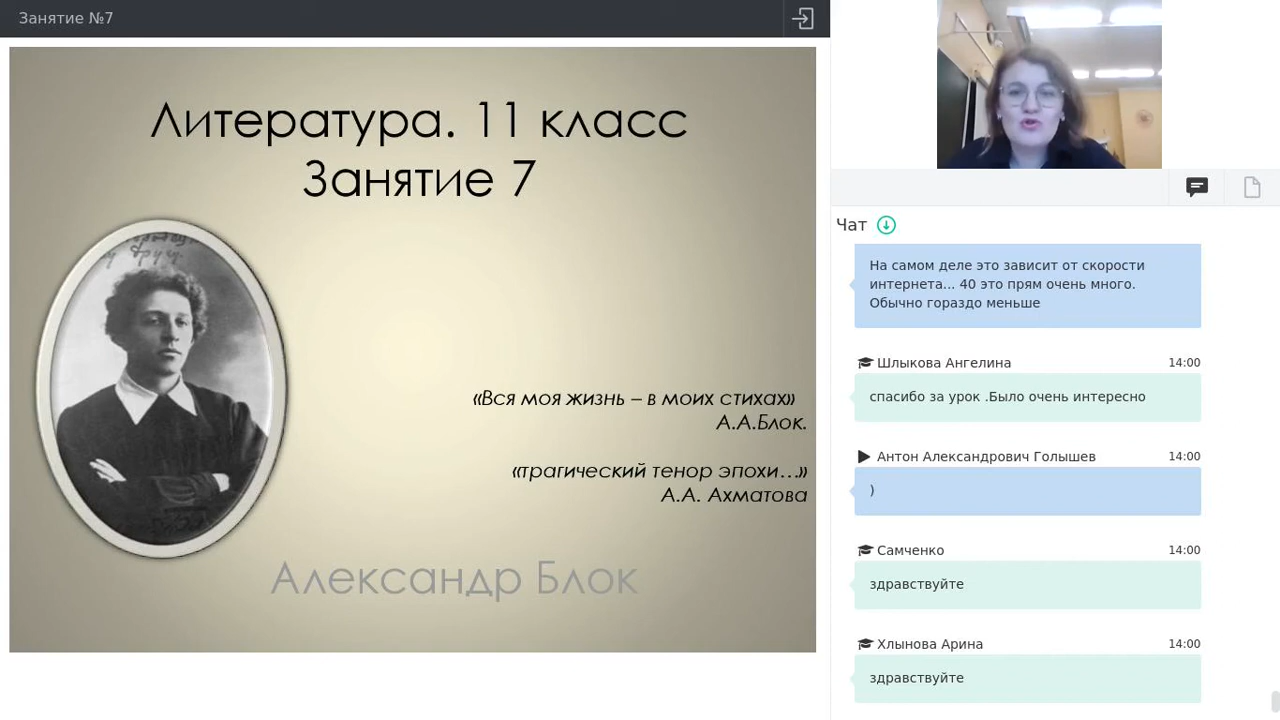 Занятие №7
Литература. 11 класс
Занятие 7
«Вся моя жизнь – в моих стихах»
А.А.Блок.
«трагический тенор эпохи…»
А.А. Ахматова
Александр Блок
Чат
На самом деле это зависит от скорости
интернета... 40 это прям очень много.
Обычно гораздо меньше
Шлыкова Ангелина 14:00
спасибо за урок .Было очень интересно
Антон Александрович Голышев 14:00
)
Самченко 14:00
здравствуйте
Хлынова Арина 14:00
здравствуйте